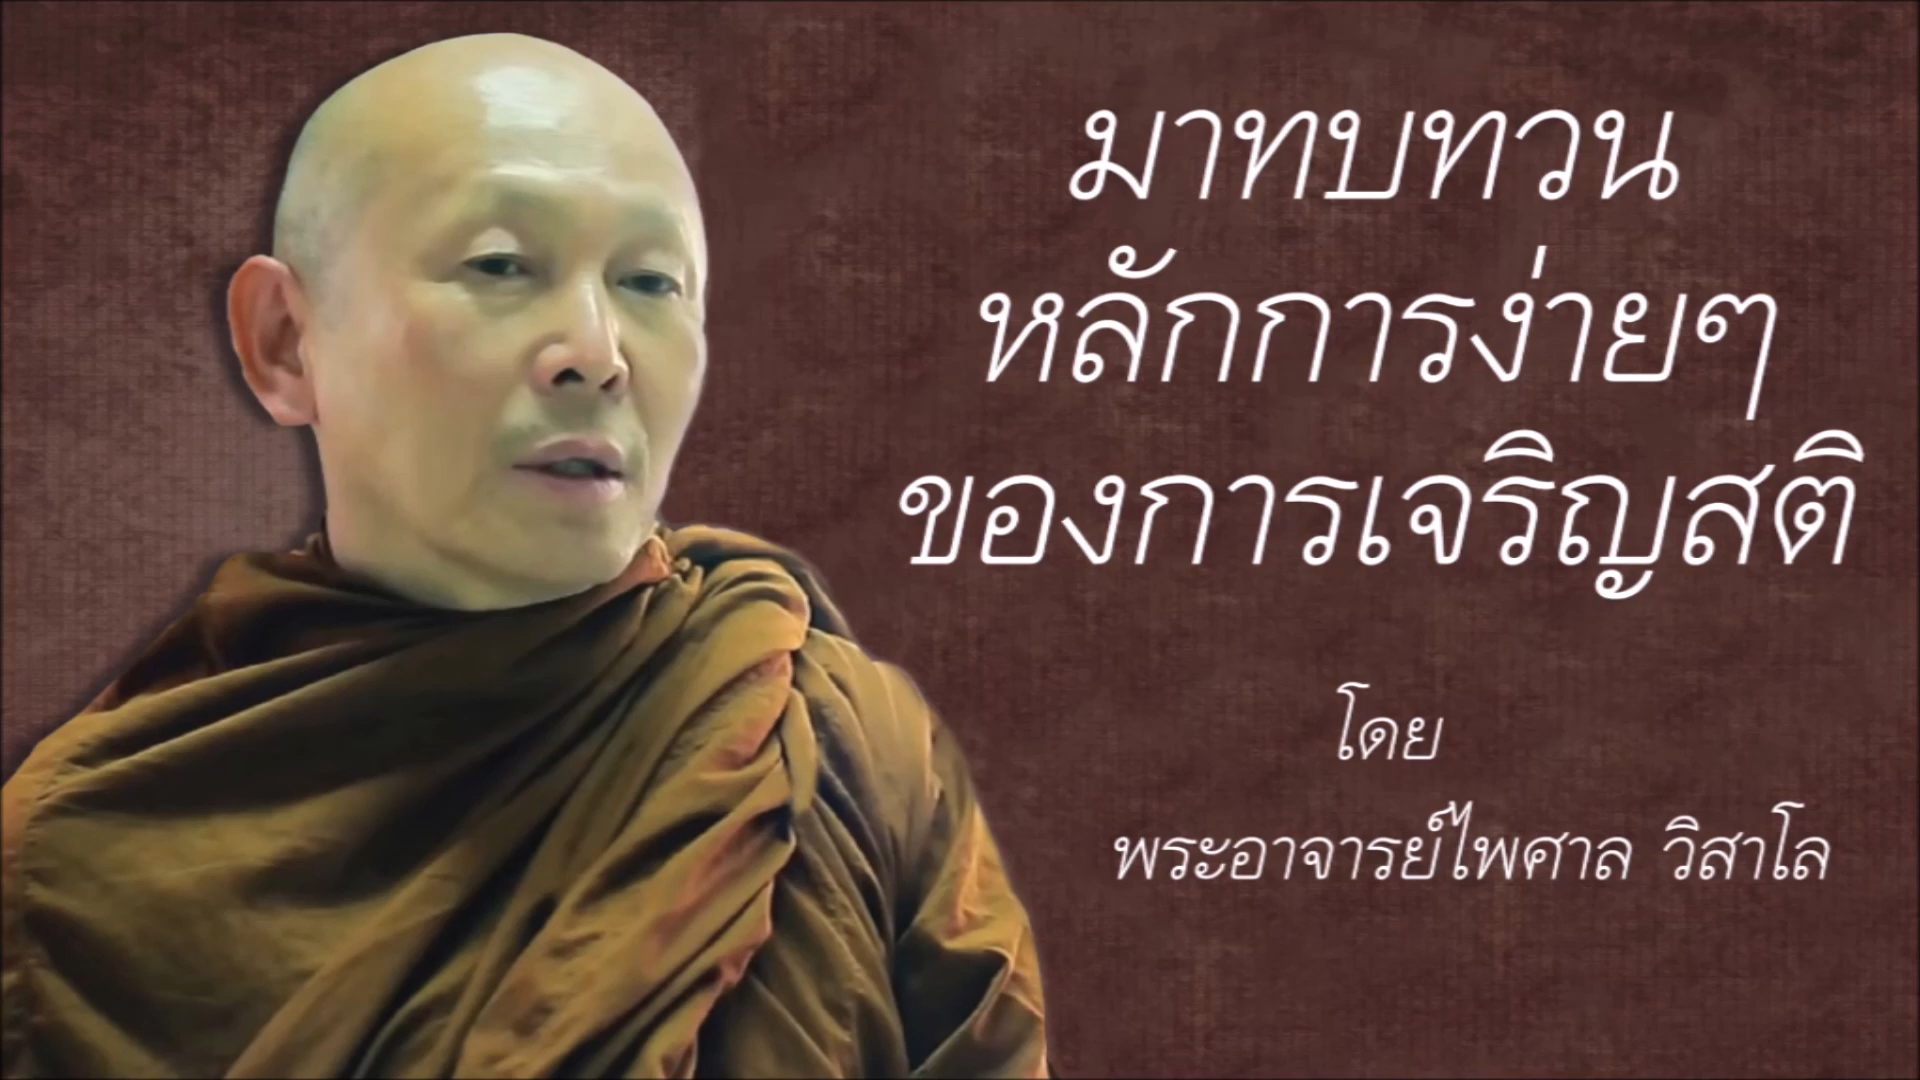 มาทบทวน
หลักการง่ายๆ
ของการเจริญสติ
โดย
พระอาจารย์ไพศาล วิสาโล